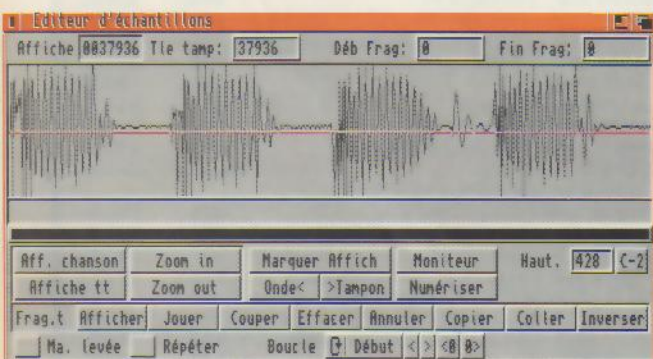 Editeur d'échantillons
Affiche 0037936 Tle tamp: 37936 Déb Frag: 0 Fin Frag: 0
Aff. chanson Zoom in Marquer Affich Moniteur Haut. 428 C-2
Affiche tt Zoom out Onde< >Tampon Numériser
Frag.t Afficher Jouer Couper Effacer Annuler Copier Coller Inverser
Ma. levée Répéter Boucle Début < > <0 0>